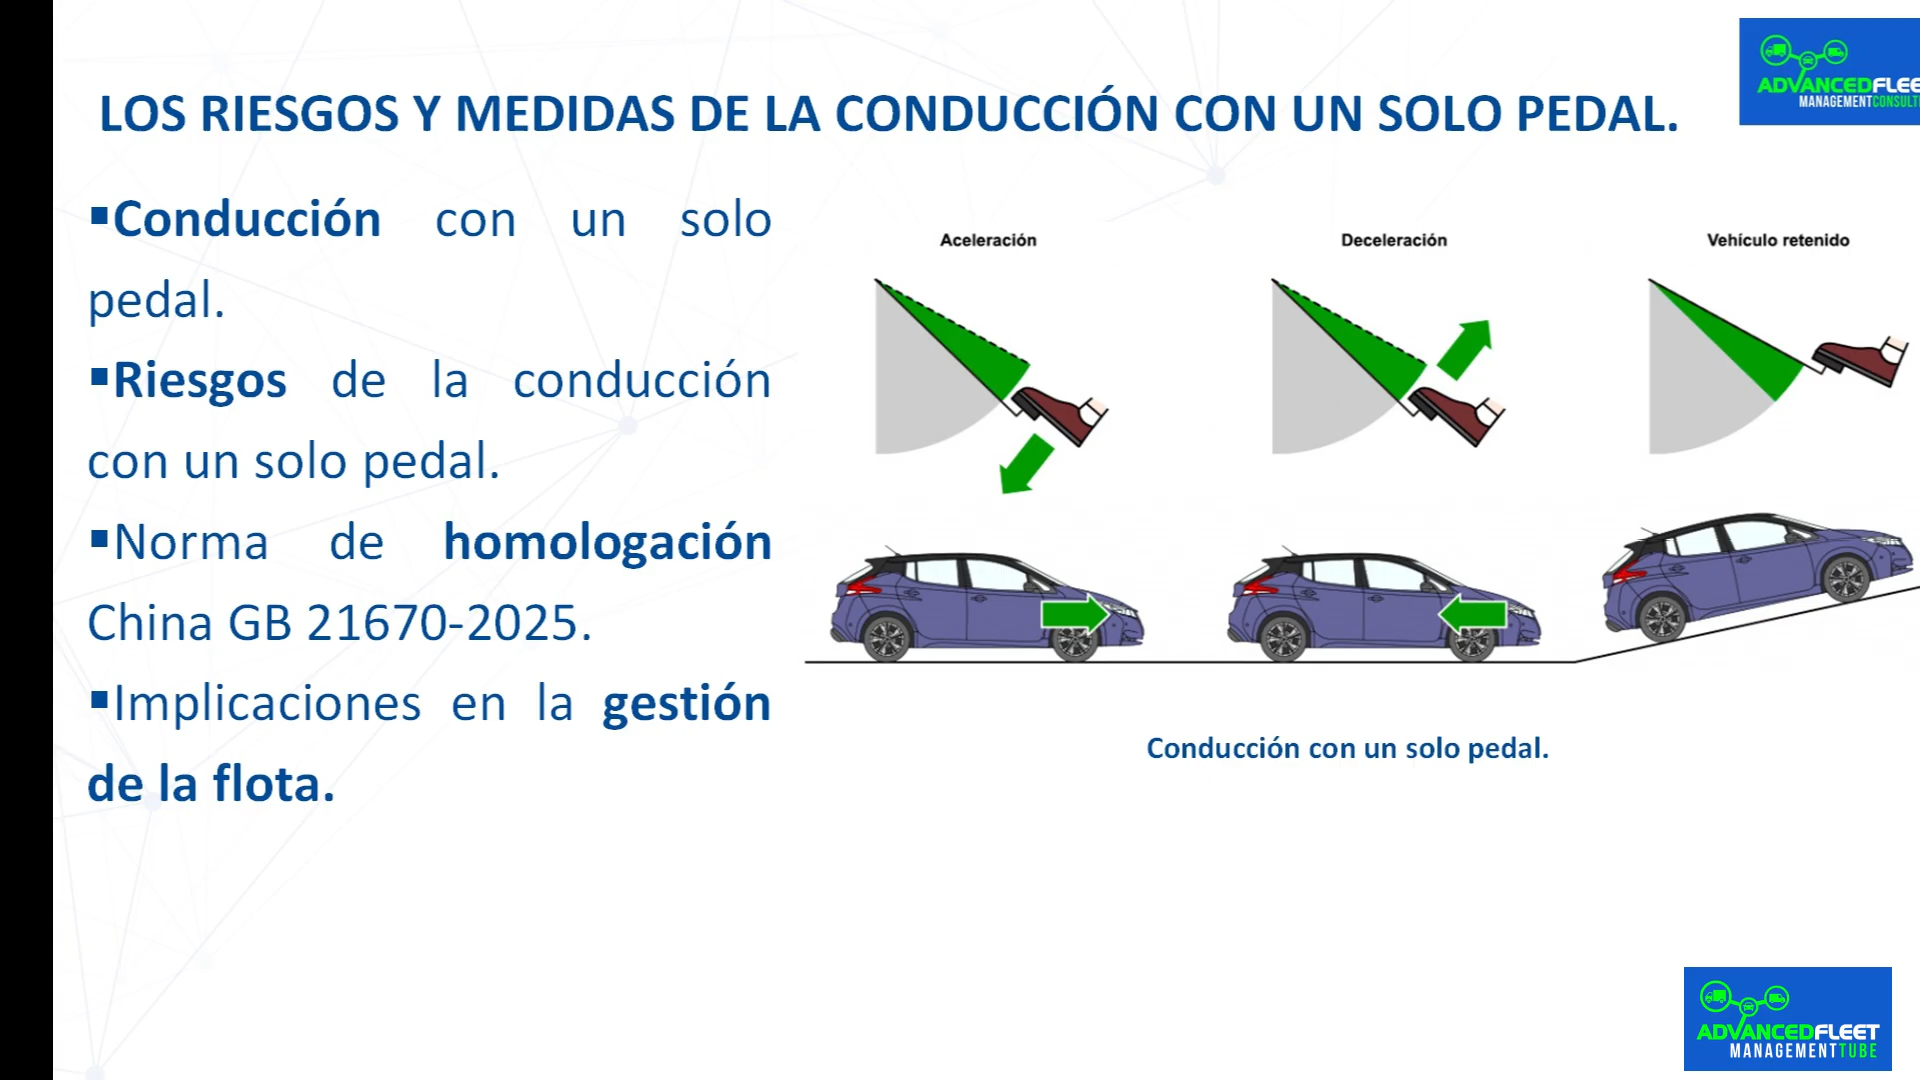 LOS RIESGOS Y MEDIDAS DE LA CONDUCCIÓN CON UN SOLO PEDAL.
ADVANCEDFLEE
MANAGEMENTCONSULT
▪Conducción con un solo
pedal.
▪Riesgos de la conducción
con un solo pedal.
▪Norma de homologación
China GB 21670-2025.
▪Implicaciones en la gestión
de la flota.
Aceleración
Deceleración
Vehículo retenido
Conducción con un solo pedal.
ADVANCEDFLEET
MANAGEMENTTUBE